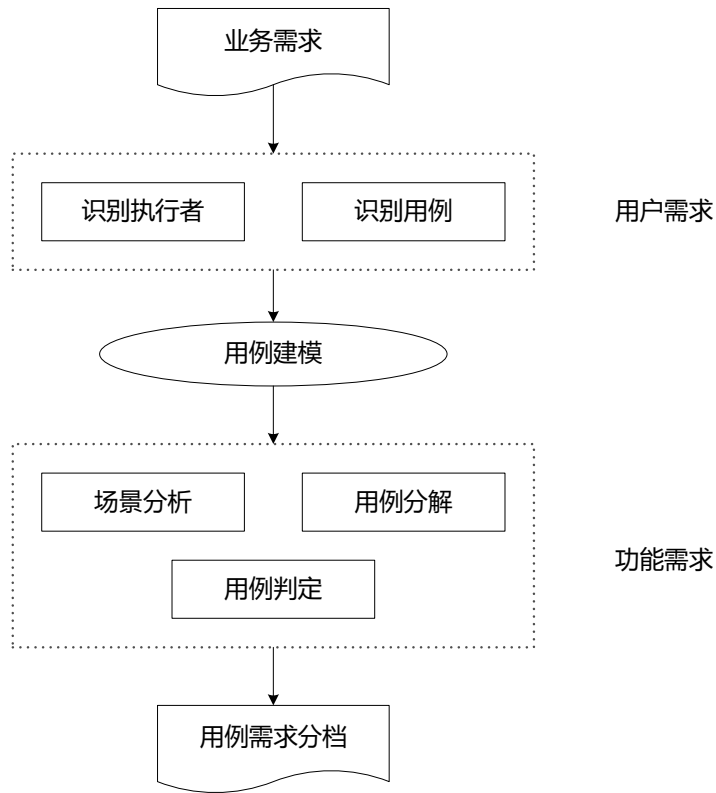 业务需求
识别执行者
识别用例
用户需求
用例建模
场景分析
用例分解
用例判定
功能需求
用例需求分档